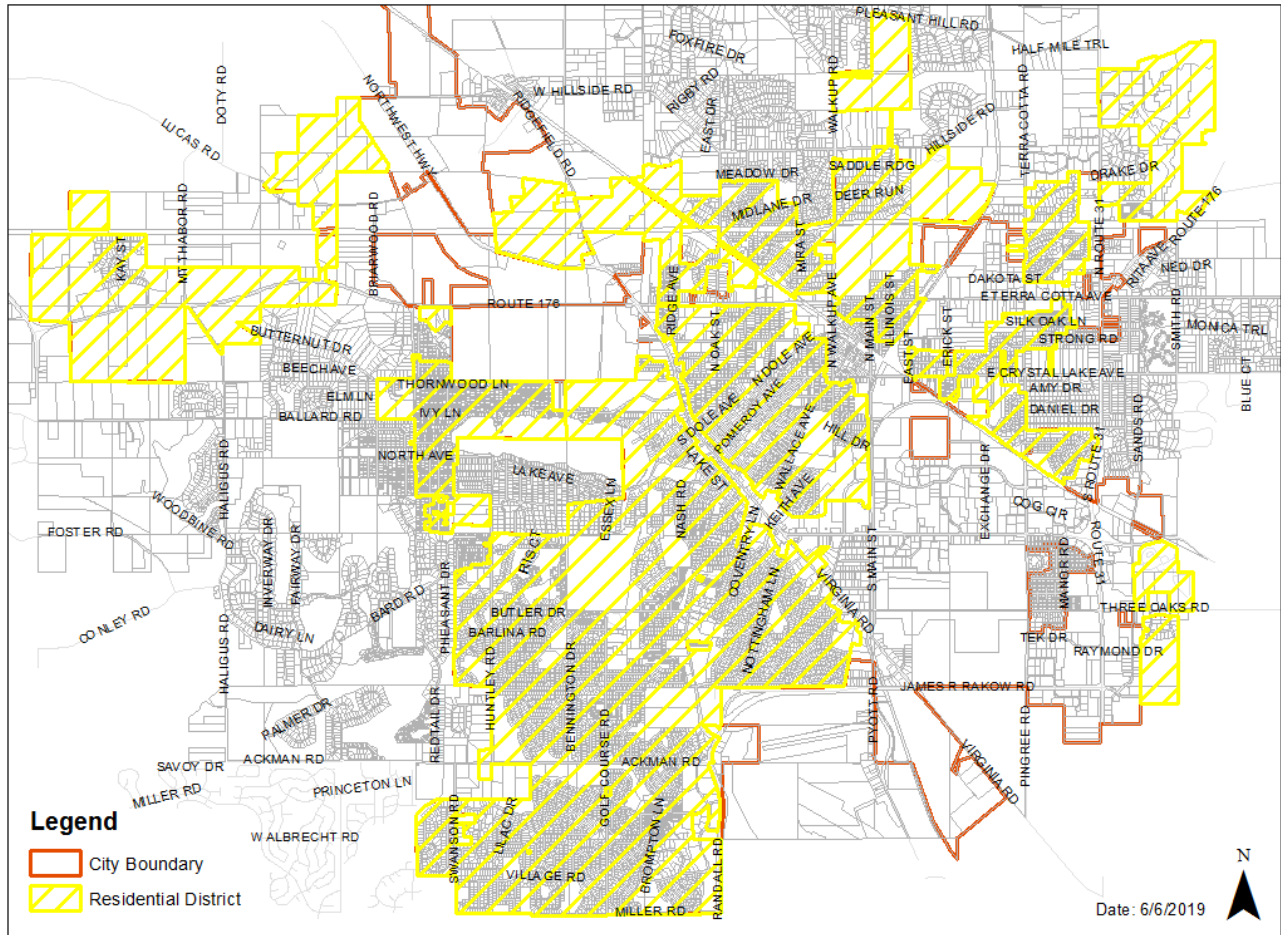 PLEASANT HILL RD
FOXFIRE DR
HALF MILE TRL
DOTY RD
NORTHWEST HWY
W HILLSIDE RD
RIDGEFIELD RD
RIGBY RD
EAST DR
WALKUP RD
HILLSIDE RD
TERRA COTTA RD
LUCAS RD
MEADOW DR
SADDLE RDG
DRAKE DR
DEER RUN
MIDLANE DR
MT THABOR RD
KAY ST
BRIARWOOD RD
MIRA ST
N ROUTE 31
RITA AVE
ROUTE 176
NED DR
RIDGE AVE
DAKOTA ST
E TERRA COTTA AVE
ROUTE 176
N OAK ST
N DOLE AVE
N WALKUP AVE
N MAIN ST
ILLINOIS ST
EAST ST
ERICK ST
SILK OAK LN
STRONG RD
SMITH RD
MONICA TRL
BUTTERNUT DR
BEECH AVE
THORNWOOD LN
ELM LN
IVY LN
BALLARD RD
S DOLE AVE
POMEROY AVE
E CRYSTAL LAKE AVE
AMY DR
DANIEL DR
BLUE CT
HALIGUS RD
NORTH AVE
LAKE AVE
LAKE ST
WALLACE AVE
HILL DR
SANDS RD
S ROUTE 31
WOODBINE RD
ESSEX LN
NASH RD
KEITH AVE
EXCHANGE DR
COG CIR
FOSTER RD
INVERWAY DR
FAIRWAY DR
RIS CT
COVENTRY LN
S MAIN ST
MANOR RD
ROUTE 31
CONLEY RD
BARD RD
PHEASANT DR
BUTLER DR
BARLINA RD
NOTTINGHAM LN
VIRGINIA RD
THREE OAKS RD
DAIRY LN
TEK DR
RAYMOND DR
HALIGUS RD
HUNTLEY RD
BENNINGTON DR
JAMES R RAKOW RD
PALMER DR
REDTAIL DR
GOLF COURSE RD
PYOTT RD
PINGREE RD
VIRGINIA RD
SAVOY DR
ACKMAN RD
ACKMAN RD
MILLER RD
PRINCETON LN
W ALBRECHT RD
SWANSON RD
LILAC DR
BROMPTON LN
RANDALL RD
VILLAGE RD
MILLER RD
Legend
City Boundary
Residential District
N
Date: 6/6/2019